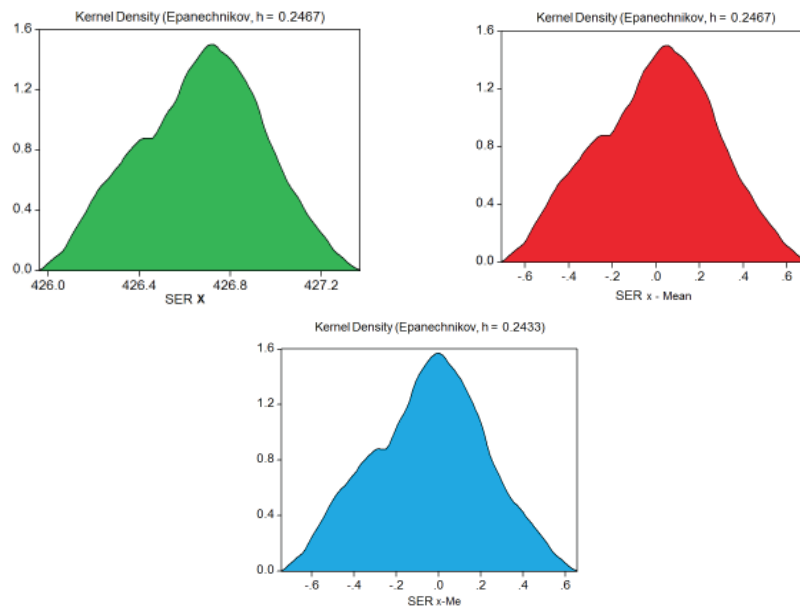 Kernel Density (Epanechnikov, h = 0.2467)
1.6
1.2
0.8
0.4
0.0
426.0 426.4 426.8 427.2
SER X
Kernel Density (Epanechnikov, h = 0.2467)
1.6
1.2
0.8
0.4
0.0
-.6 -.4 -.2 .0 .2 .4 .6
SER x - Mean
Kernel Density (Epanechnikov, h = 0.2433)
1.6
1.2
0.8
0.4
0.0
-.6 -.4 -.2 .0 .2 .4 .6
SER x-Me